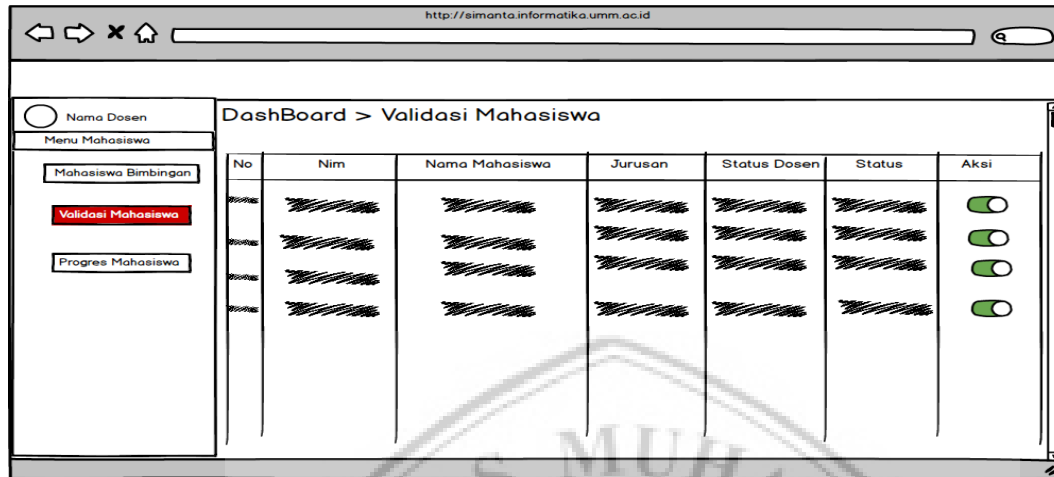 http://simanta.informatika.umm.ac.id
Nama Dosen
Menu Mahasiswa
Mahasiswa Bimbingan
Validasi Mahasiswa
Progres Mahasiswa
DashBoard > Validasi Mahasiswa
No Nim Nama Mahasiswa Jurusan Status Dosen Status Aksi
S MUHA